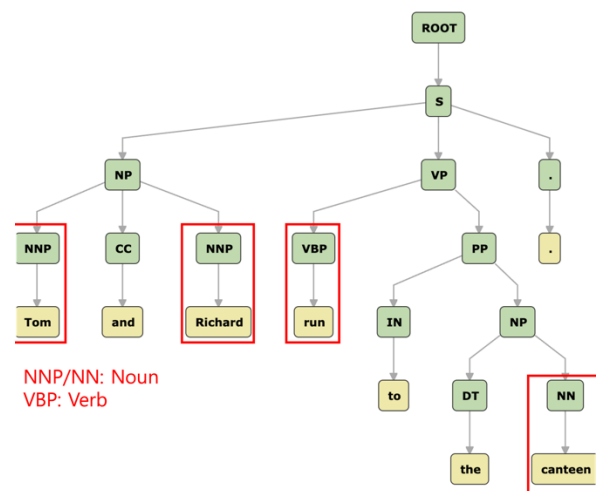 ROOT
S
NP VP .
NNP CC NNP VBP PP .
Tom and Richard run IN NP
NNP/NN: Noun
VBP: Verb
to DT NN
the canteen